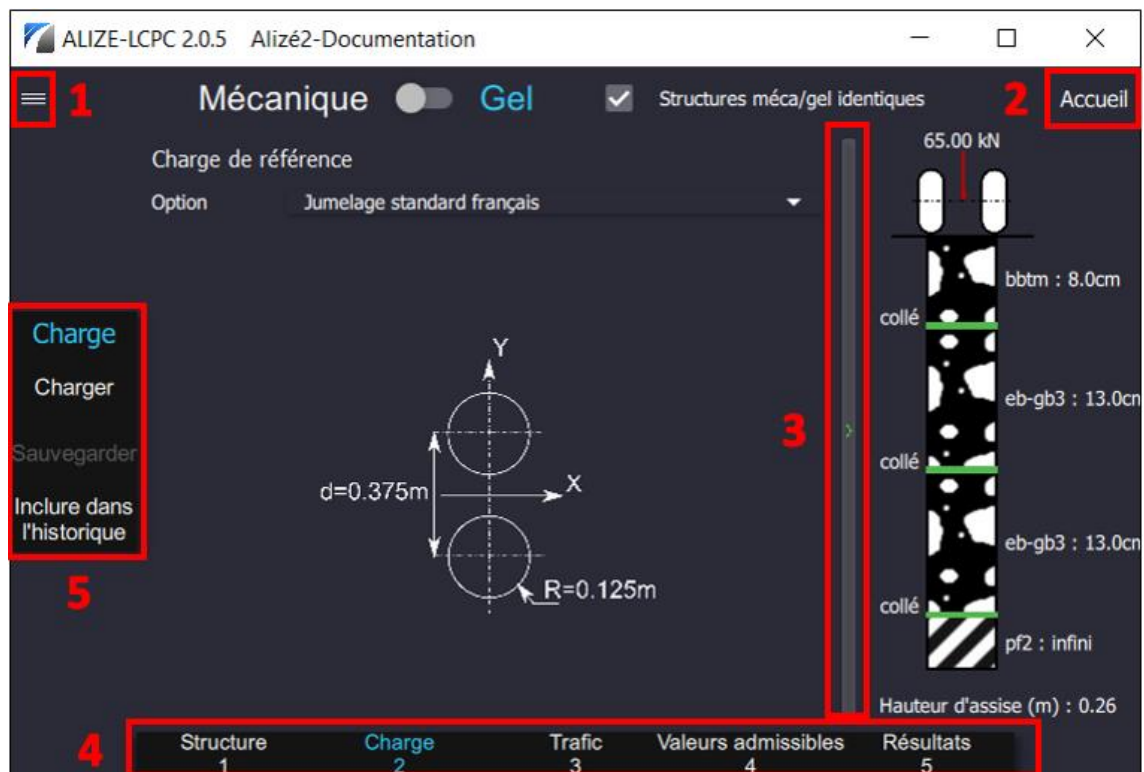 ALIZE-LCPC 2.0.5 Alizé2-Documentation
1
Mécanique Gel
Structures méca/gel identiques
2
Accueil
Charge de référence
Option Jumelage standard français
65.00 kN
bbtm : 8.0cm
collé
eb-gb3 : 13.0cm
collé
eb-gb3 : 13.0cm
collé
pf2 : infini
Hauteur d'assise (m) : 0.26
3
Charge
Charger
Sauvegarder
Inclure dans
l'historique
5
Y
X
d=0.375m
R=0.125m
4
Structure Charge Trafic Valeurs admissibles Résultats
1 2 3 4 5